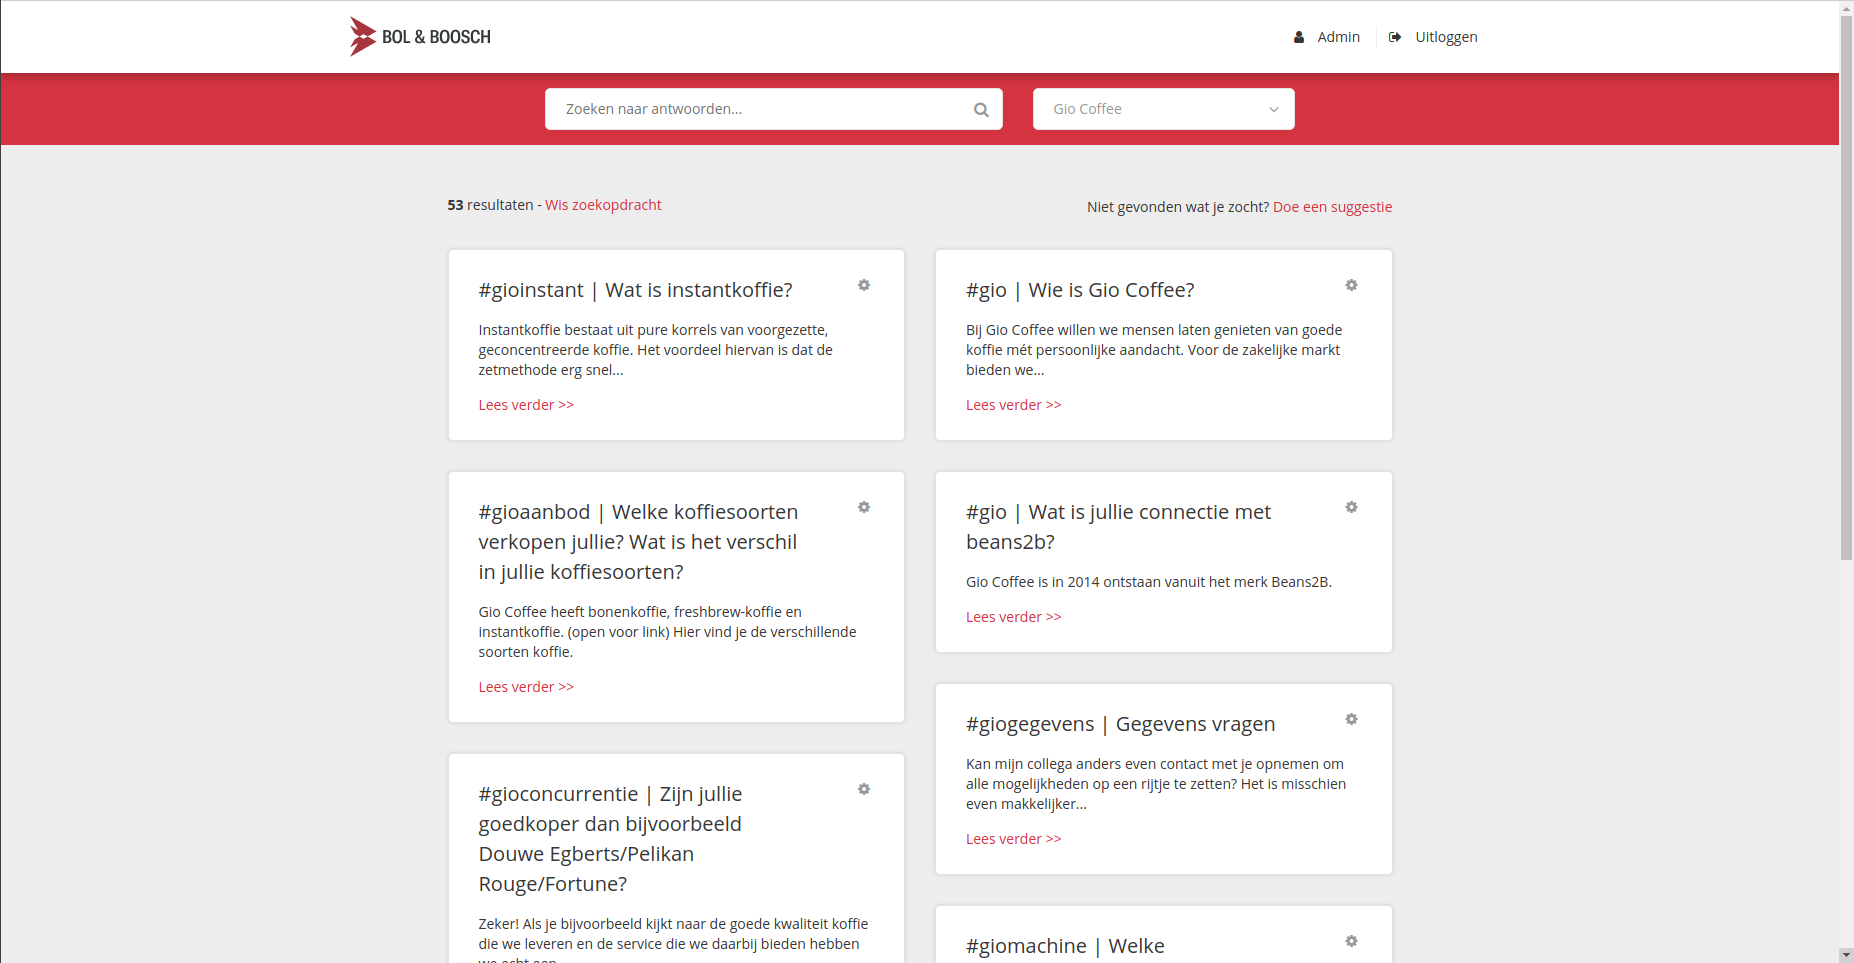 BOL & BOOSCH
Admin
Uitloggen
Zoeken naar antwoorden...
Gio Coffee
53 resultaten - Wis zoekopdracht
Niet gevonden wat je zocht? Doe een suggestie
#gioinstant | Wat is instantkoffie?
Instantkoffie bestaat uit pure korrels van voorgezette,
geconcentreerde koffie. Het voordeel hiervan is dat de
zetmethode erg snel...
Lees verder >>
#gio | Wie is Gio Coffee?
Bij Gio Coffee willen we mensen laten genieten van goede
koffie mét persoonlijke aandacht. Voor de zakelijke markt
bieden we...
Lees verder >>
#gioaanbod | Welke koffiesoorten
verkopen jullie? Wat is het verschil
in jullie koffiesoorten?
Gio Coffee heeft bonenkoffie, freshbrew-koffie en
instantkoffie. (open voor link) Hier vind je de verschillende
soorten koffie.
Lees verder >>
#gio | Wat is jullie connectie met
beans2b?
Gio Coffee is in 2014 ontstaan vanuit het merk Beans2B.
Lees verder >>
#giogegevens | Gegevens vragen
Kan mijn collega anders even contact met je opnemen om
alle mogelijkheden op een rijtje te zetten? Het is misschien
even makkelijker...
Lees verder >>
#gioconcurrentie | Zijn jullie
goedkoper dan bijvoorbeeld
Douwe Egberts/Pelikan
Rouge/Fortune?
Zeker! Als je bijvoorbeeld kijkt naar de goede kwaliteit koffie
die we leveren en de service die we daarbij bieden hebben
we echt een
#giomachine | Welke